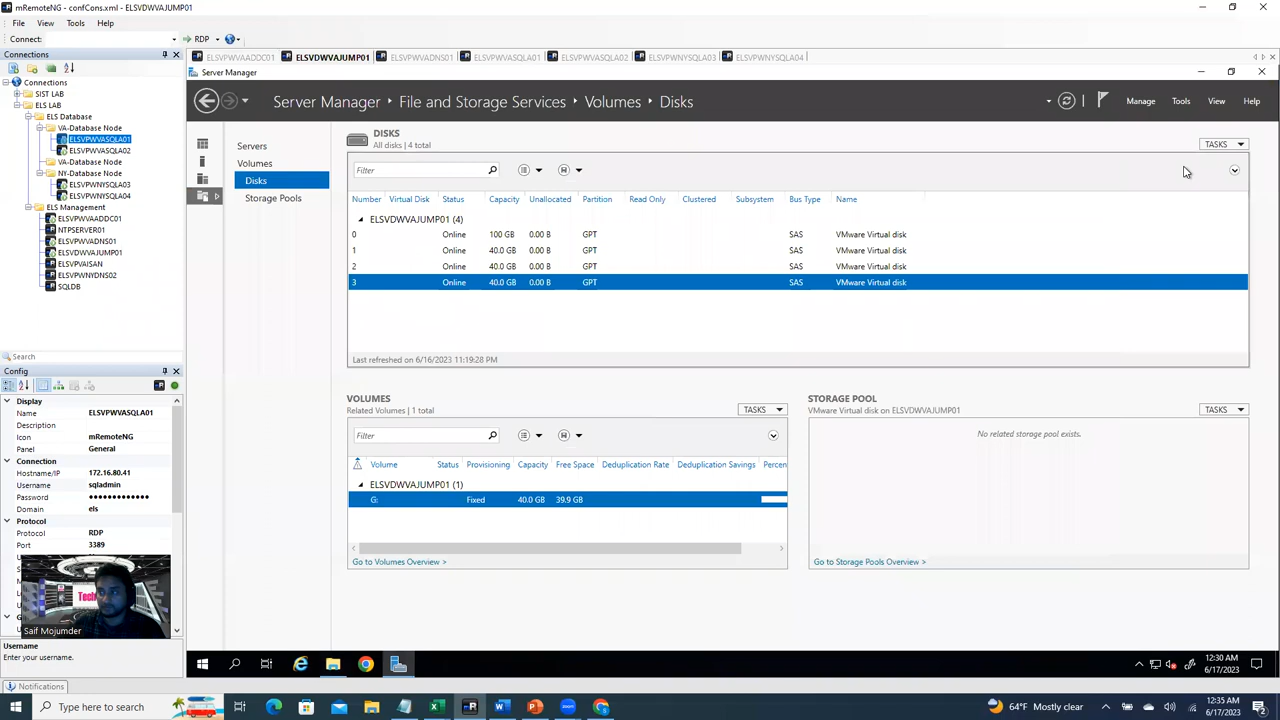 mRemoteNG - confCons.xml - ELSVDWVAJUMP01
File View Tools Help
Connect: RDP
Connections
ELSVPWVAADDC01 ELSVDWVAJUMP01 ELSVPWVADNS01 ELSVPWVASQLA01 ELSVPWVASQLA02 ELSVPWNYSQLA03 ELSVPWNYSQLA04
Connections
SIST LAB
ELS LAB
ELS Database
VA-Database Node
ELSVPWVASQLA01
ELSVPWVASQLA02
VA-Database Node
NY-Database Node
ELSVPWNYSQLA03
ELSVPWNYSQLA04
ELS Management
ELSVPWVAADDC01
NTPSERVER01
ELSVPWVADNS01
ELSVDWVAJUMP01
ELSVPVAISAN
ELSVPWNYDNS02
SQLDB
Search
Config
Display
Name ELSVPWVASQLA01
Description
Icon mRemoteNG
Panel General
Connection
Hostname/IP 172.16.80.41
Username sqladmin
Password •••••••••••••
Domain els
Protocol
Protocol RDP
Port 3389
Saif Mojumder
Username
Enter your username.
Notifications
Server Manager
Server Manager File and Storage Services Volumes Disks
Manage Tools View Help
Servers
Volumes
Disks
Storage Pools
DISKS
All disks | 4 total
TASKS
Filter
Number Virtual Disk Status Capacity Unallocated Partition Read Only Clustered Subsystem Bus Type Name
ELSVDWVAJUMP01 (4)
0 Online 100 GB 0.00 B GPT SAS VMware Virtual disk
1 Online 40.0 GB 0.00 B GPT SAS VMware Virtual disk
2 Online 40.0 GB 0.00 B GPT SAS VMware Virtual disk
3 Online 40.0 GB 0.00 B GPT SAS VMware Virtual disk
Last refreshed on 6/16/2023 11:19:28 PM
VOLUMES
Related Volumes | 1 total
TASKS
Filter
Volume Status Provisioning Capacity Free Space Deduplication Rate Deduplication Savings Percen
ELSVDWVAJUMP01 (1)
G: Fixed 40.0 GB 39.9 GB
Go to Volumes Overview >
STORAGE POOL
VMware Virtual disk on ELSVDWVAJUMP01
TASKS
No related storage pool exists.
Go to Storage Pools Overview >
12:30 AM
6/17/2023
Type here to search
64°F Mostly clear
12:35 AM
6/17/2023